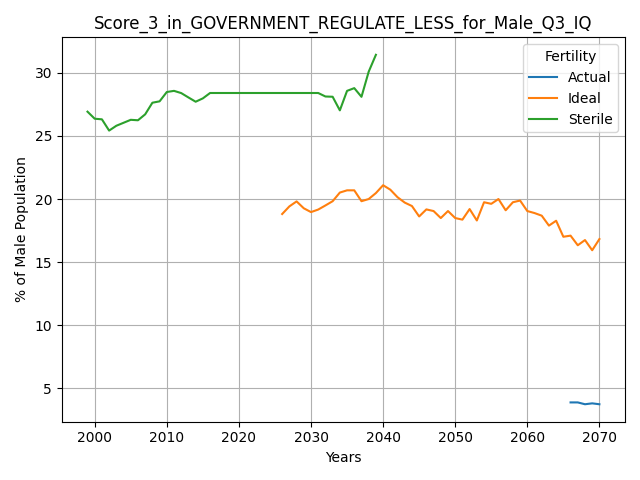 Score_3_in_GOVERNMENT_REGULATE_LESS_for_Male_Q3_IQ
% of Male Population
30
25
20
15
10
5
Fertility
Actual
Ideal
Sterile
2000 2010 2020 2030 2040 2050 2060 2070
Years